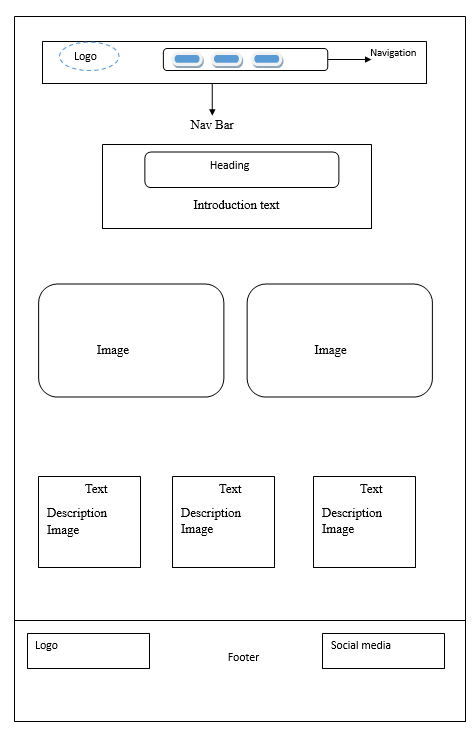 Logo
Navigation
Nav Bar
Heading
Introduction text
Image
Image
Text
Description
Image
Text
Description
Image
Text
Description
Image
Logo
Footer
Social media